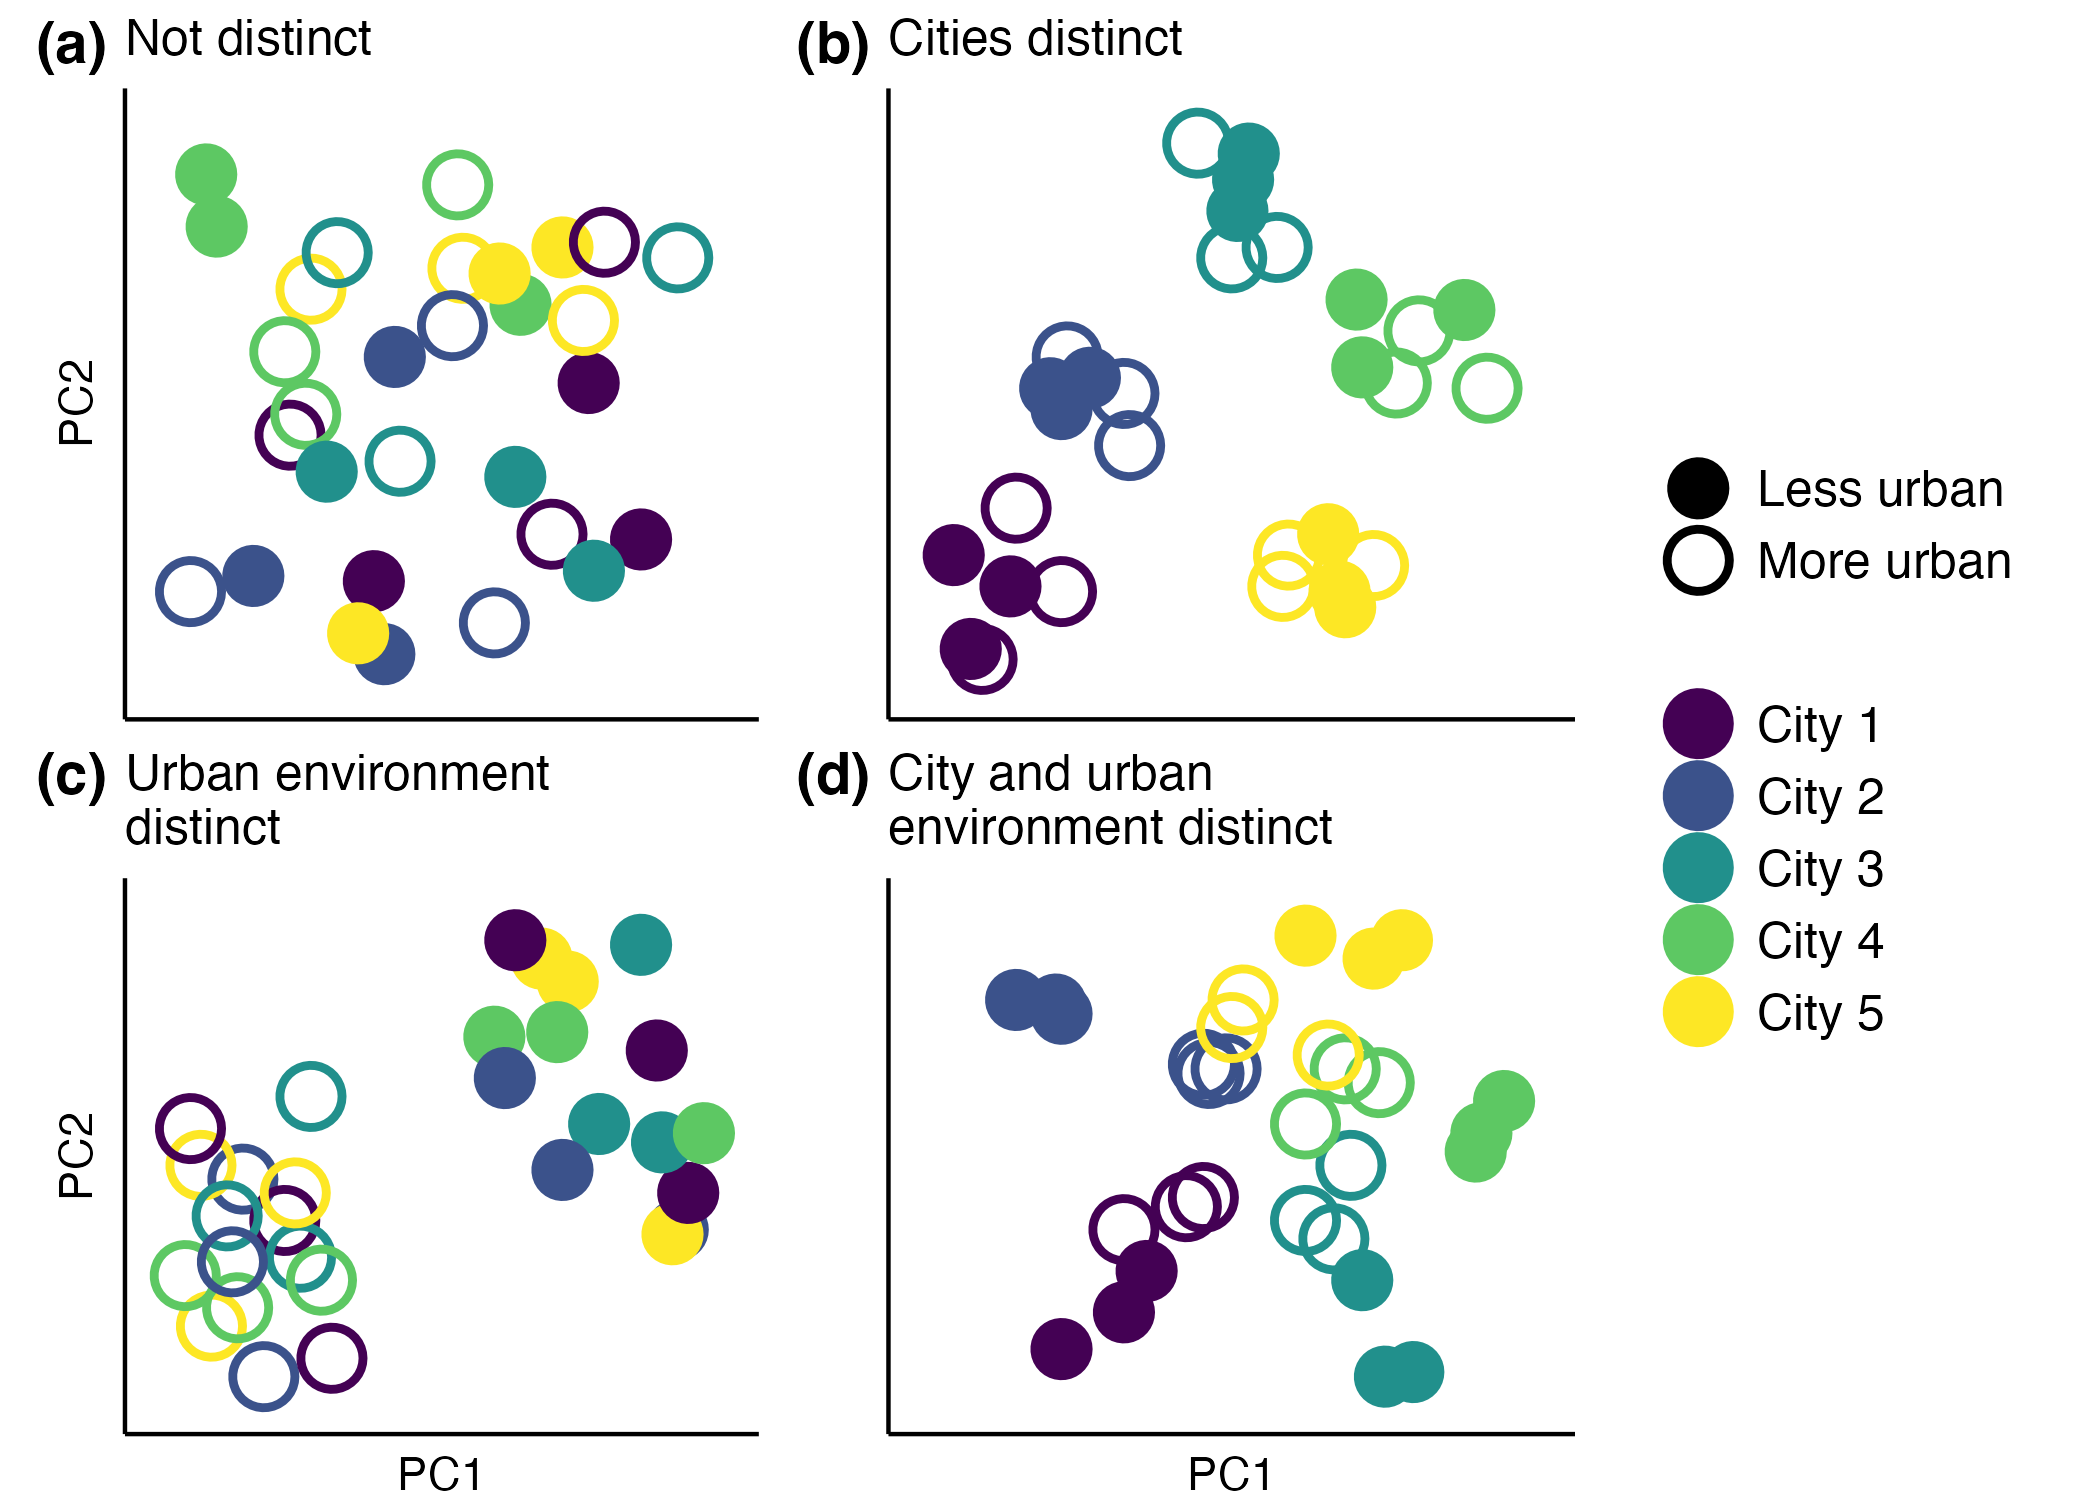 (a) Not distinct
(b) Cities distinct
PC2
Less urban
More urban
City 1
City 2
City 3
City 4
City 5
(c) Urban environment
distinct
(d) City and urban
environment distinct
PC2
PC1
PC1